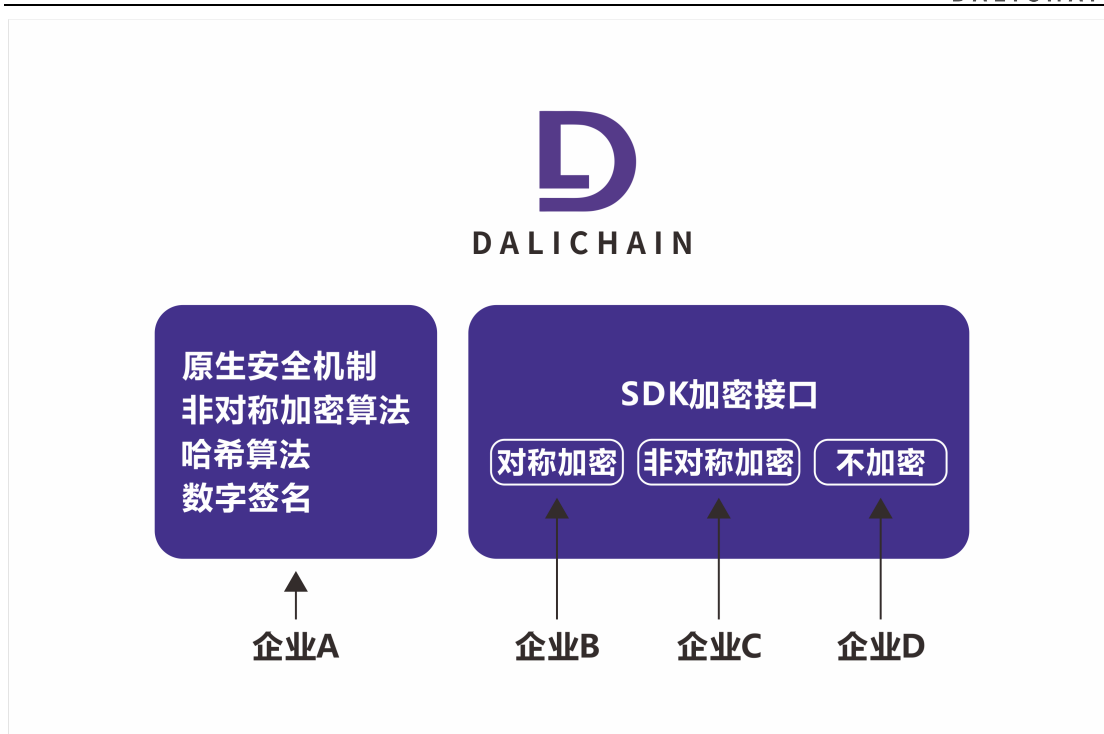 DALICHAIN
原生安全机制
非对称加密算法
哈希算法
数字签名
SDK加密接口
对称加密 非对称加密 不加密
企业A 企业B 企业C 企业D